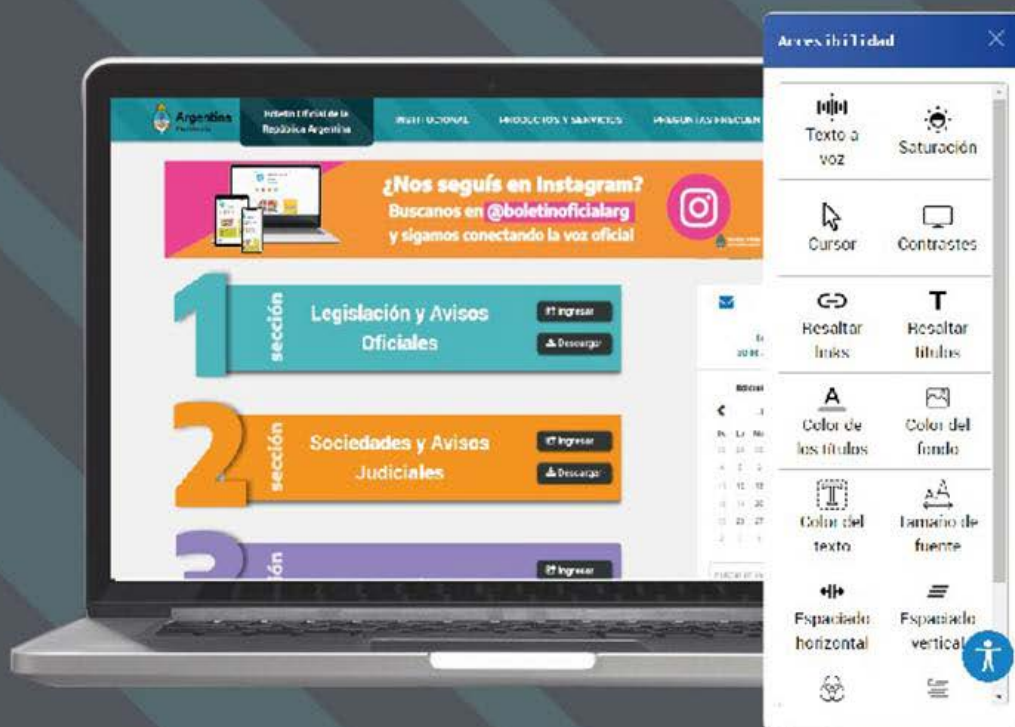 Argentina
Boletín Oficial de la
República Argentina
INSTITUCIONAL
PRODUCTOS Y SERVICIOS
PREGUNTAS FRECUEN
¿Nos seguís en Instagram?
Buscanos en @boletinoficialarg
y sigamos conectando la voz oficial
1
sección
Legislación y Avisos
Oficiales
Ingresar
Descargar
2
sección
Sociedades y Avisos
Judiciales
Ingresar
Descargar
3
Ingresar
Accesibilidad
Texto a
voz
Saturación
Cursor
Contrastes
Resaltar
links
Resaltar
títulos
Color de
los títulos
Color del
fondo
Color del
texto
Tamaño de
fuente
Espaciado
horizontal
Espaciado
vertical